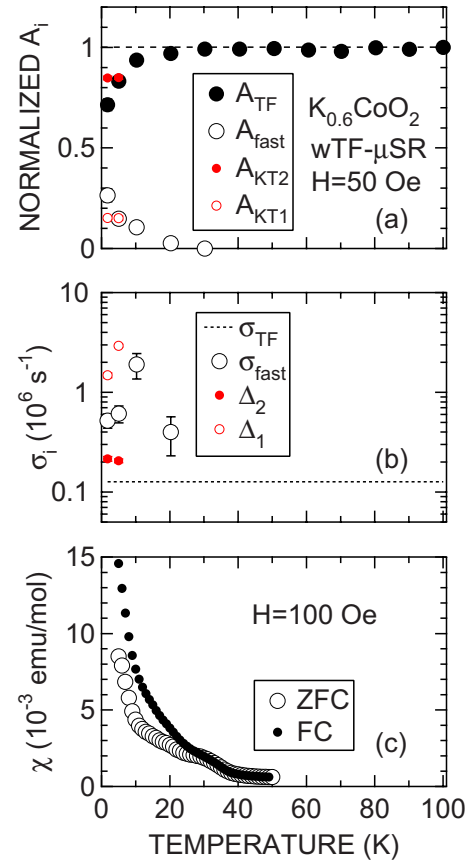 NORMALIZED A_i
1
0.5
0
A_TF
A_fast
A_KT2
A_KT1
K_0.6CoO_2
wTF-μSR
H=50 Oe
(a)
σ_i (10^6 s^-1)
10
1
0.1
σ_TF
σ_fast
Δ_2
Δ_1
(b)
χ (10^-3 emu/mol)
15
10
5
0
H=100 Oe
ZFC
FC
(c)
0 20 40 60 80 100
TEMPERATURE (K)